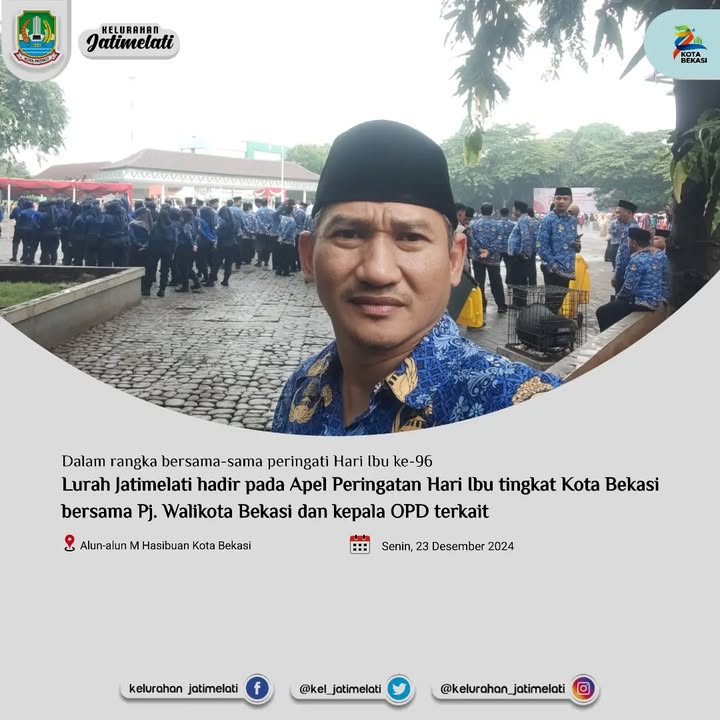 KELURAHAN
Jatimelati
KOTA
BEKASI
Dalam rangka bersama-sama peringati Hari Ibu ke-96
Lurah Jatimelati hadir pada Apel Peringatan Hari Ibu tingkat Kota Bekasi
bersama Pj. Walikota Bekasi dan kepala OPD terkait
Alun-alun M Hasibuan Kota Bekasi
Senin, 23 Desember 2024
kelurahan jatimelati
@kel_jatimelati
@kelurahan_jatimelati